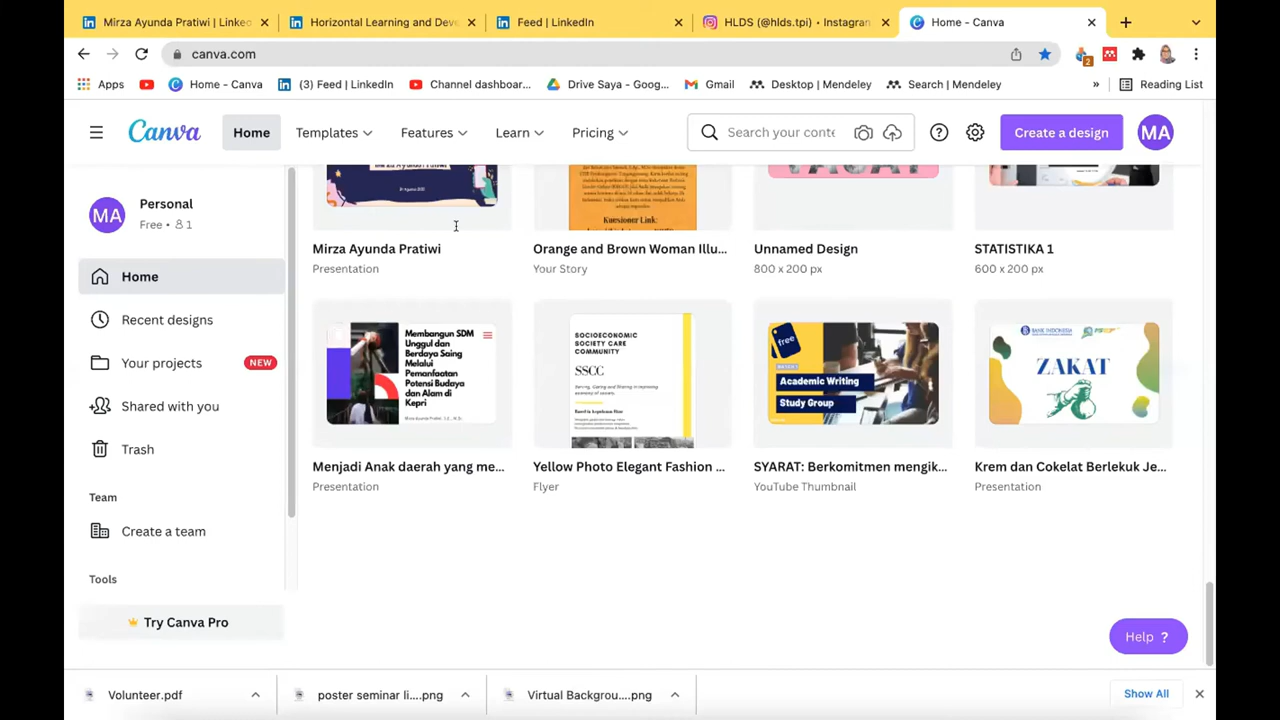 Mirza Ayunda Pratiwi | Linke
Horizontal Learning and Deve
Feed | LinkedIn
HLDS (@hlds.tpi) • Instagran
Home - Canva
canva.com
2
Apps
Home - Canva
(3) Feed | LinkedIn
Channel dashboar...
Drive Saya - Goog...
Gmail
Desktop | Mendeley
Search | Mendeley
»
Reading List
Canva
Home
Templates
Features
Learn
Pricing
Search your conte
Create a design
MA
MA
Personal
Free • 1
Home
Recent designs
Your projects
NEW
Shared with you
Trash
Team
Create a team
Tools
Try Canva Pro
Kuesioner Link:
Mirza Ayunda Pratiwi
Presentation
Orange and Brown Woman Illu...
Your Story
Unnamed Design
800 x 200 px
STATISTIKA 1
600 x 200 px
Membangun SDM
Unggul dan
Berdaya Saing
Melalui
Pemanfaatan
Potensi Budaya
dan Alam di
Kepri
SOCIOECONOMIC
SOCIETY CARE
COMMUNITY
SSCC
free
Academic Writing
Study Group
BANK INDONESIA
ZAKAT
Menjadi Anak daerah yang me...
Presentation
Yellow Photo Elegant Fashion ...
Flyer
SYARAT: Berkomitmen mengik...
YouTube Thumbnail
Krem dan Cokelat Berlekuk Je...
Presentation
Help ?
Volunteer.pdf
poster seminar li....png
Virtual Backgrou....png
Show All